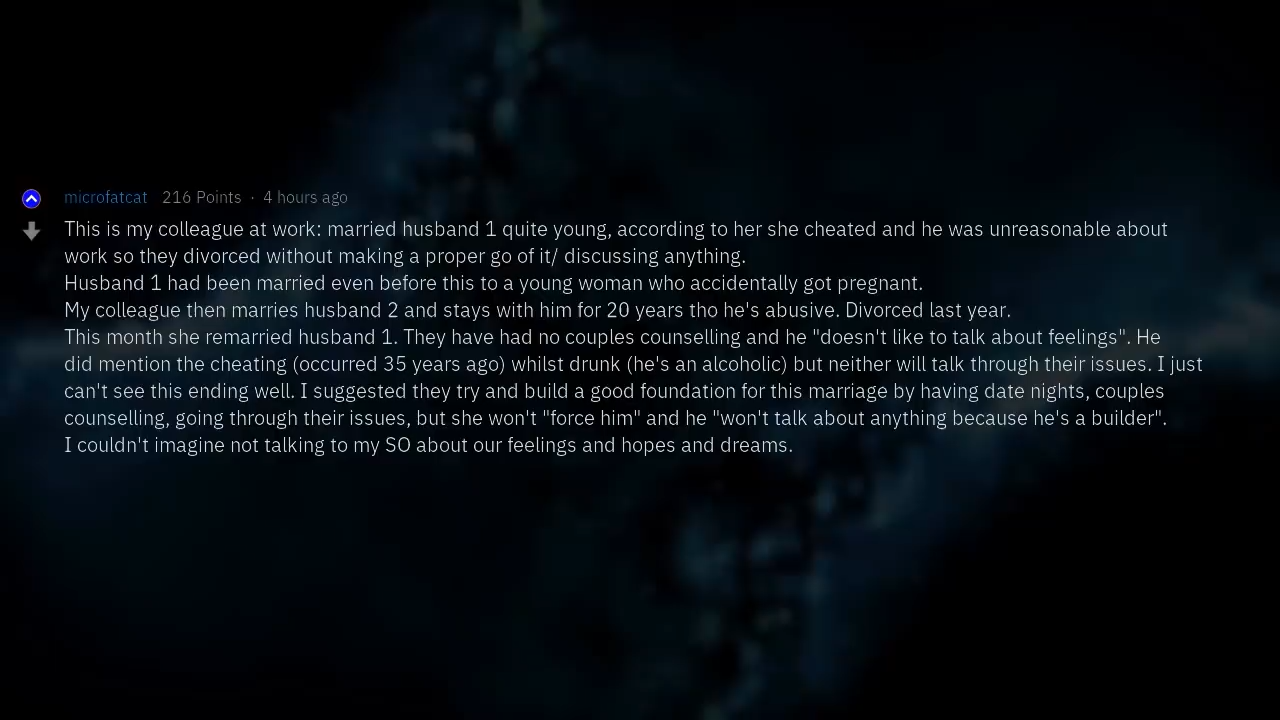 microfatcat 216 Points · 4 hours ago
This is my colleague at work: married husband 1 quite young, according to her she cheated and he was unreasonable about
work so they divorced without making a proper go of it/ discussing anything.
Husband 1 had been married even before this to a young woman who accidentally got pregnant.
My colleague then marries husband 2 and stays with him for 20 years tho he's abusive. Divorced last year.
This month she remarried husband 1. They have had no couples counselling and he "doesn't like to talk about feelings". He
did mention the cheating (occurred 35 years ago) whilst drunk (he's an alcoholic) but neither will talk through their issues. I just
can't see this ending well. I suggested they try and build a good foundation for this marriage by having date nights, couples
counselling, going through their issues, but she won't "force him" and he "won't talk about anything because he's a builder".
I couldn't imagine not talking to my SO about our feelings and hopes and dreams.